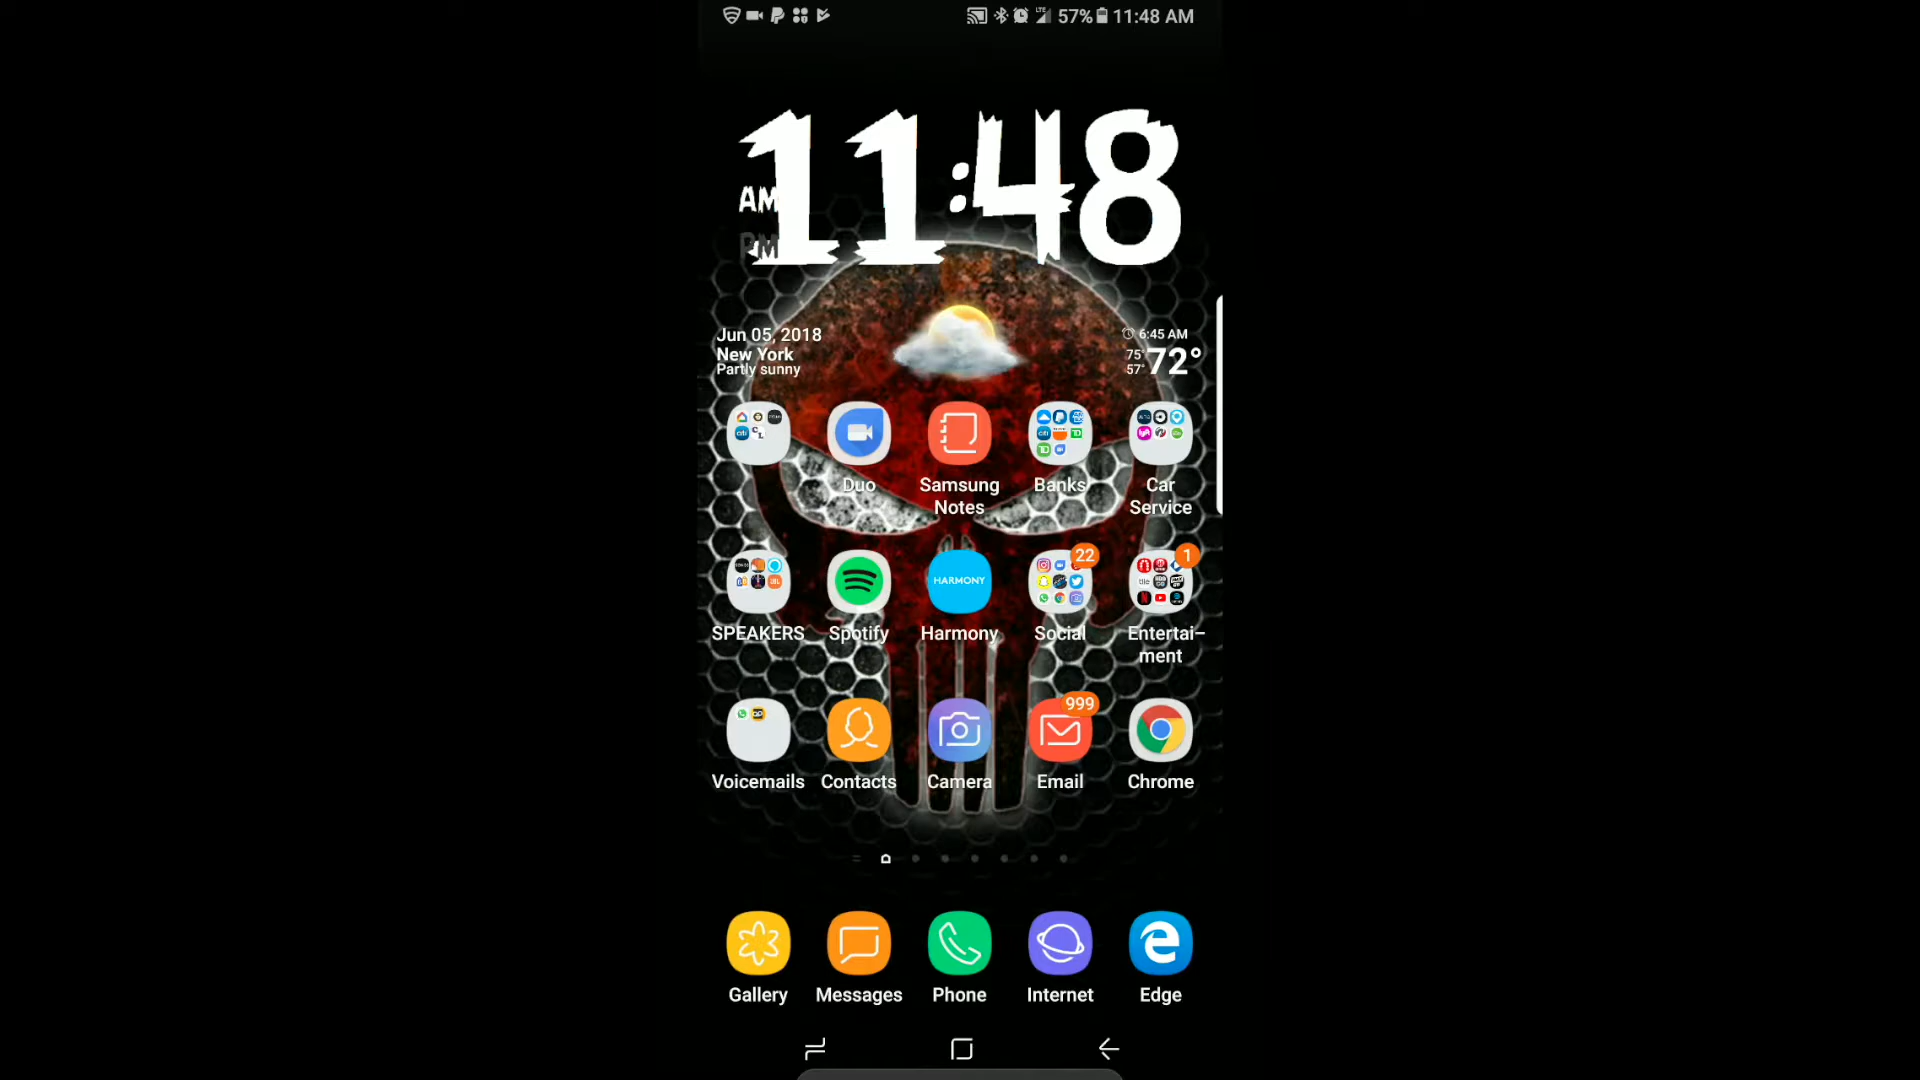 LTE 57% 11:48 AM
11:48
AM
PM
Jun 05, 2018
New York
Partly sunny
6:45 AM
75°
57°
72°
Duo
Samsung
Notes
Banks
Car
Service
SPEAKERS
Spotify
HARMONY
Harmony
22
Social
1
Entertai-
ment
Voicemails
Contacts
Camera
999
Email
Chrome
Gallery
Messages
Phone
Internet
Edge